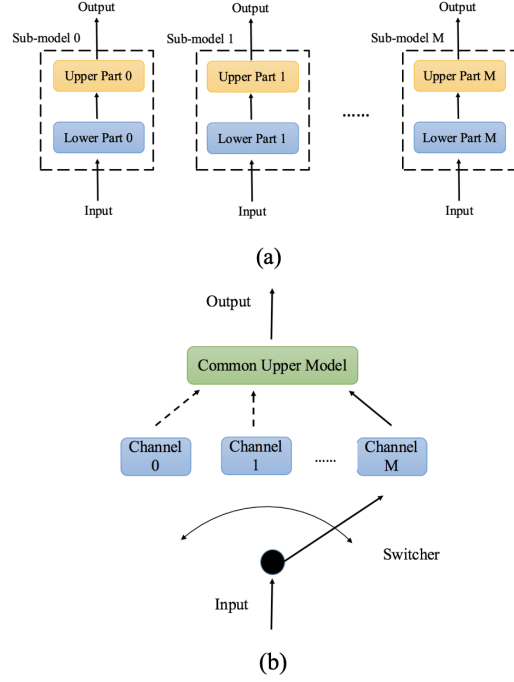 Output Output Output
Sub-model 0 Sub-model 1 Sub-model M
Upper Part 0 Upper Part 1 Upper Part M
......
Lower Part 0 Lower Part 1 Lower Part M
Input Input Input
(a)
Output
Common Upper Model
Channel 0 Channel 1 ...... Channel M
Switcher
Input
(b)